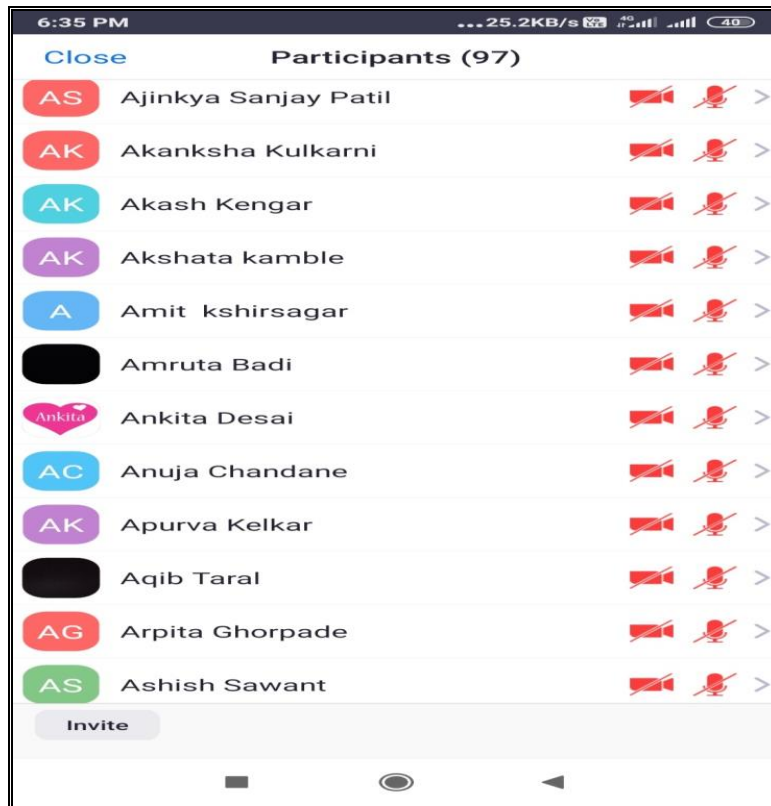 6:35 PM ...25.2KB/s 4G 40
Close Participants (97)
AS Ajinkya Sanjay Patil
AK Akanksha Kulkarni
AK Akash Kengar
AK Akshata kamble
A Amit kshirsagar
Amruta Badi
Ankita Ankita Desai
AC Anuja Chandane
AK Apurva Kelkar
Aqib Taral
AG Arpita Ghorpade
AS Ashish Sawant
Invite